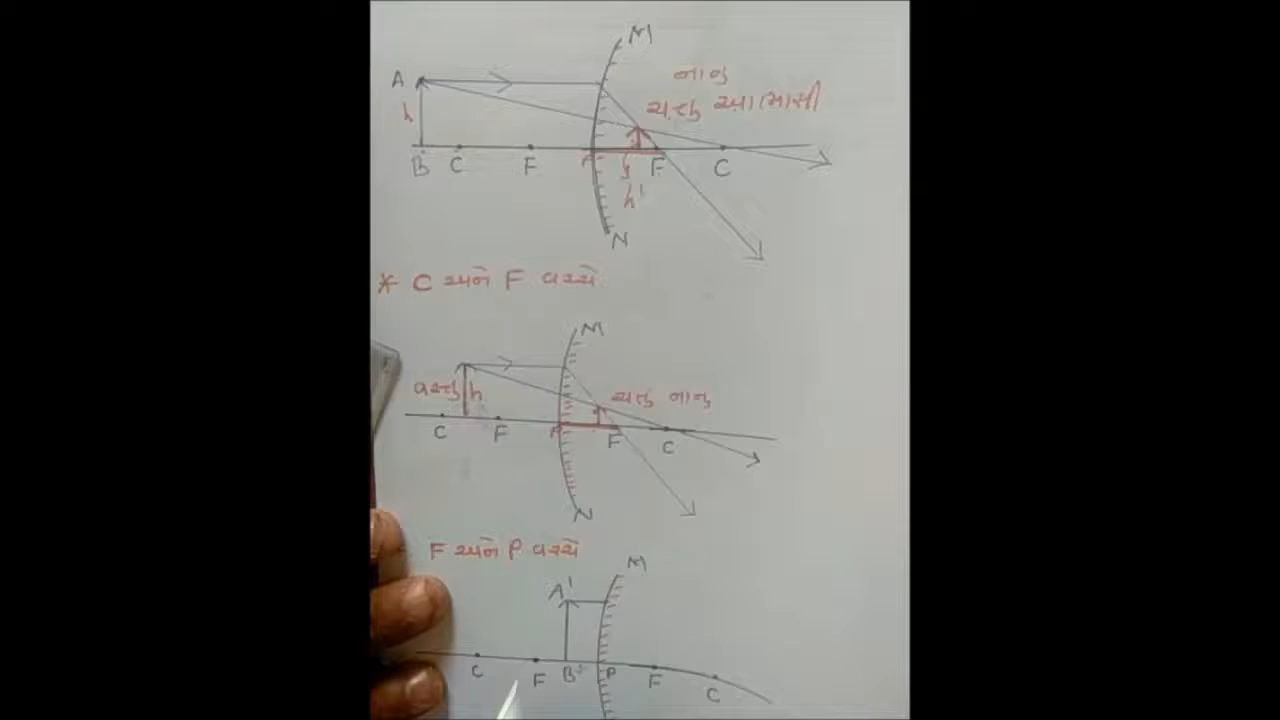 M
નાનું
A
ચત્તું આભાસી
h
B C F P F C
h'
N
* C અને F વચ્ચે
M
વસ્તુ h
ચત્તું નાનું
C F P F C
N
F અને P વચ્ચે
M
A'
C F B' P F C